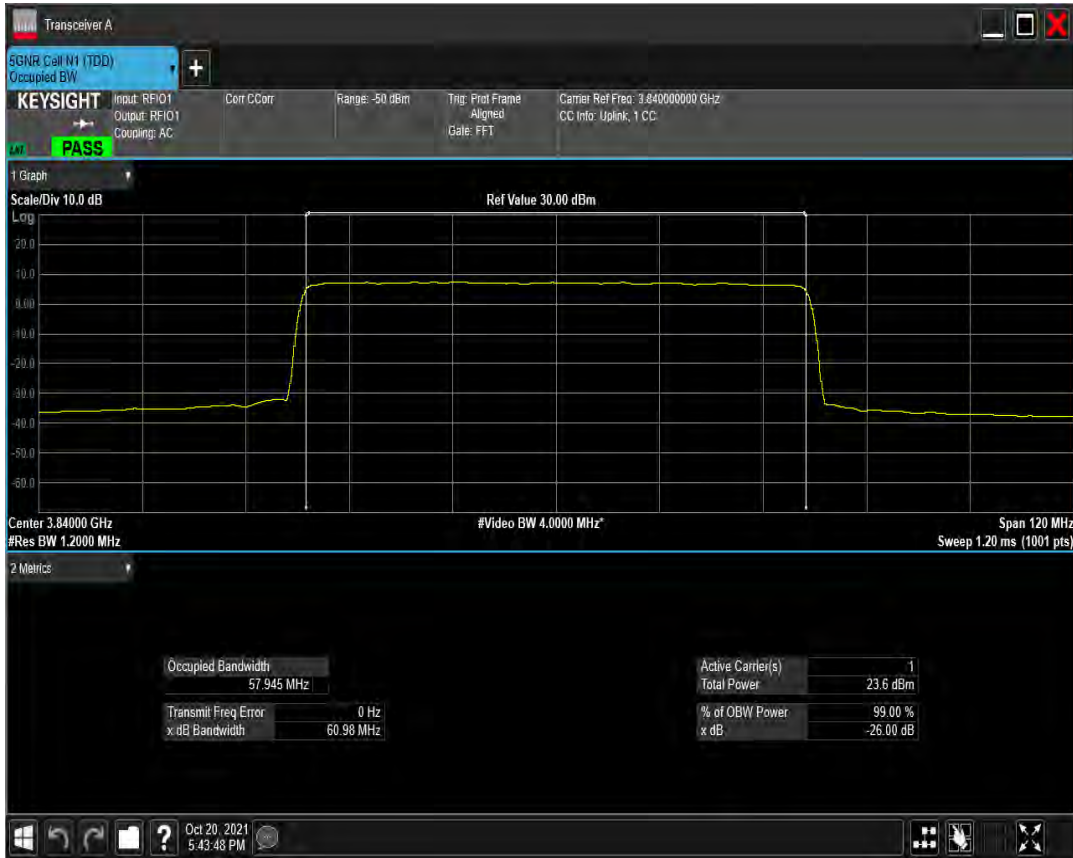 Transceiver A
5GNR Cell N1 (TDD)
Occupied BW
+
KEYSIGHT
Input: RFIO1
Output: RFIO1
Coupling: AC
Corr CCorr
Range: -50 dBm
Trig: Prot Frame
Aligned
Gate: FFT
Carrier Ref Freq: 3.840000000 GHz
CC Info: Uplink, 1 CC
PASS
1 Graph
Scale/Div 10.0 dB
Ref Value 30.00 dBm
Log
20.0
10.0
0.00
-10.0
-20.0
-30.0
-40.0
-50.0
-60.0
Center 3.84000 GHz
#Video BW 4.0000 MHz*
Span 120 MHz
#Res BW 1.2000 MHz
Sweep 1.20 ms (1001 pts)
2 Metrics
Occupied Bandwidth
57.945 MHz
Transmit Freq Error 0 Hz
x dB Bandwidth 60.98 MHz
Active Carrier(s) 1
Total Power 23.6 dBm
% of OBW Power 99.00 %
x dB -26.00 dB
?
Oct 20, 2021
5:43:48 PM